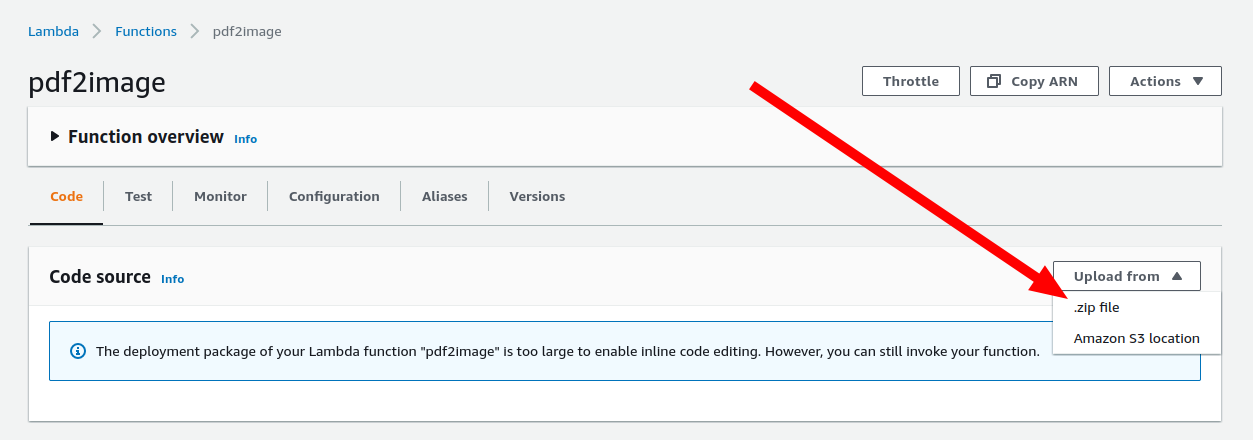 Lambda > Functions > pdf2image
pdf2image
Throttle Copy ARN Actions
Function overview Info
Code Test Monitor Configuration Aliases Versions
Code source Info Upload from
.zip file
The deployment package of your Lambda function "pdf2image" is too large to enable inline code editing. However, you can still invoke your function.
Amazon S3 location